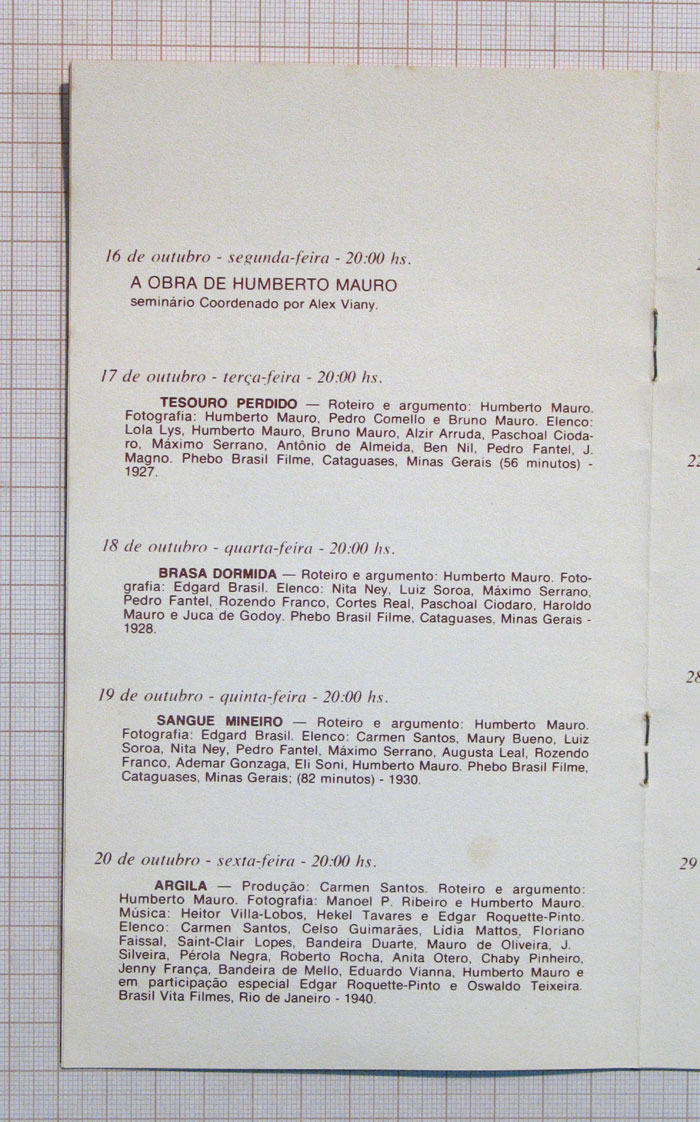 16 de outubro - segunda-feira - 20:00 hs.
A OBRA DE HUMBERTO MAURO
seminário Coordenado por Alex Viany.
17 de outubro - terça-feira - 20:00 hs.
TESOURO PERDIDO — Roteiro e argumento: Humberto Mauro.
Fotografia: Humberto Mauro, Pedro Comello e Bruno Mauro. Elenco:
Lola Lys, Humberto Mauro, Bruno Mauro, Alzir Arruda, Paschoal Cioda-
ro, Máximo Serrano, Antônio de Almeida, Ben Nil, Pedro Fantel, J.
Magno. Phebo Brasil Filme, Cataguases, Minas Gerais (56 minutos) -
1927.
18 de outubro - quarta-feira - 20:00 hs.
BRASA DORMIDA — Roteiro e argumento: Humberto Mauro. Foto-
grafia: Edgard Brasil. Elenco: Nita Ney, Luiz Soroa, Máximo Serrano,
Pedro Fantel, Rozendo Franco, Cortes Real, Paschoal Ciodaro, Haroldo
Mauro e Juca de Godoy. Phebo Brasil Filme, Cataguases, Minas Gerais -
1928.
19 de outubro - quinta-feira - 20:00 hs.
SANGUE MINEIRO — Roteiro e argumento: Humberto Mauro.
Fotografia: Edgard Brasil. Elenco: Carmen Santos, Maury Bueno, Luiz
Soroa, Nita Ney, Pedro Fantel, Máximo Serrano, Augusta Leal, Rozendo
Franco, Ademar Gonzaga, Eli Soni, Humberto Mauro. Phebo Brasil Filme,
Cataguases, Minas Gerais; (82 minutos) - 1930.
20 de outubro - sexta-feira - 20:00 hs.
ARGILA — Produção: Carmen Santos. Roteiro e argumento:
Humberto Mauro. Fotografia: Manoel P. Ribeiro e Humberto Mauro.
Música: Heitor Villa-Lobos, Hekel Tavares e Edgar Roquette-Pinto.
Elenco: Carmen Santos, Celso Guimarães, Lídia Mattos, Floriano
Faissal, Saint-Clair Lopes, Bandeira Duarte, Mauro de Oliveira, J.
Silveira, Pérola Negra, Roberto Rocha, Anita Otero, Chaby Pinheiro,
Jenny França, Bandeira de Mello, Eduardo Vianna, Humberto Mauro e
em participação especial Edgar Roquette-Pinto e Oswaldo Teixeira.
Brasil Vita Filmes, Rio de Janeiro - 1940.
28
29